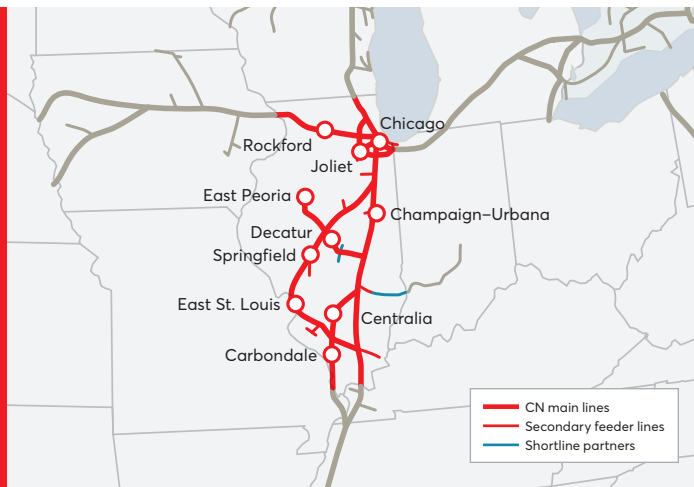 Chicago
Rockford
Joliet
East Peoria
Champaign–Urbana
Decatur
Springfield
East St. Louis
Centralia
Carbondale
CN main lines
Secondary feeder lines
Shortline partners